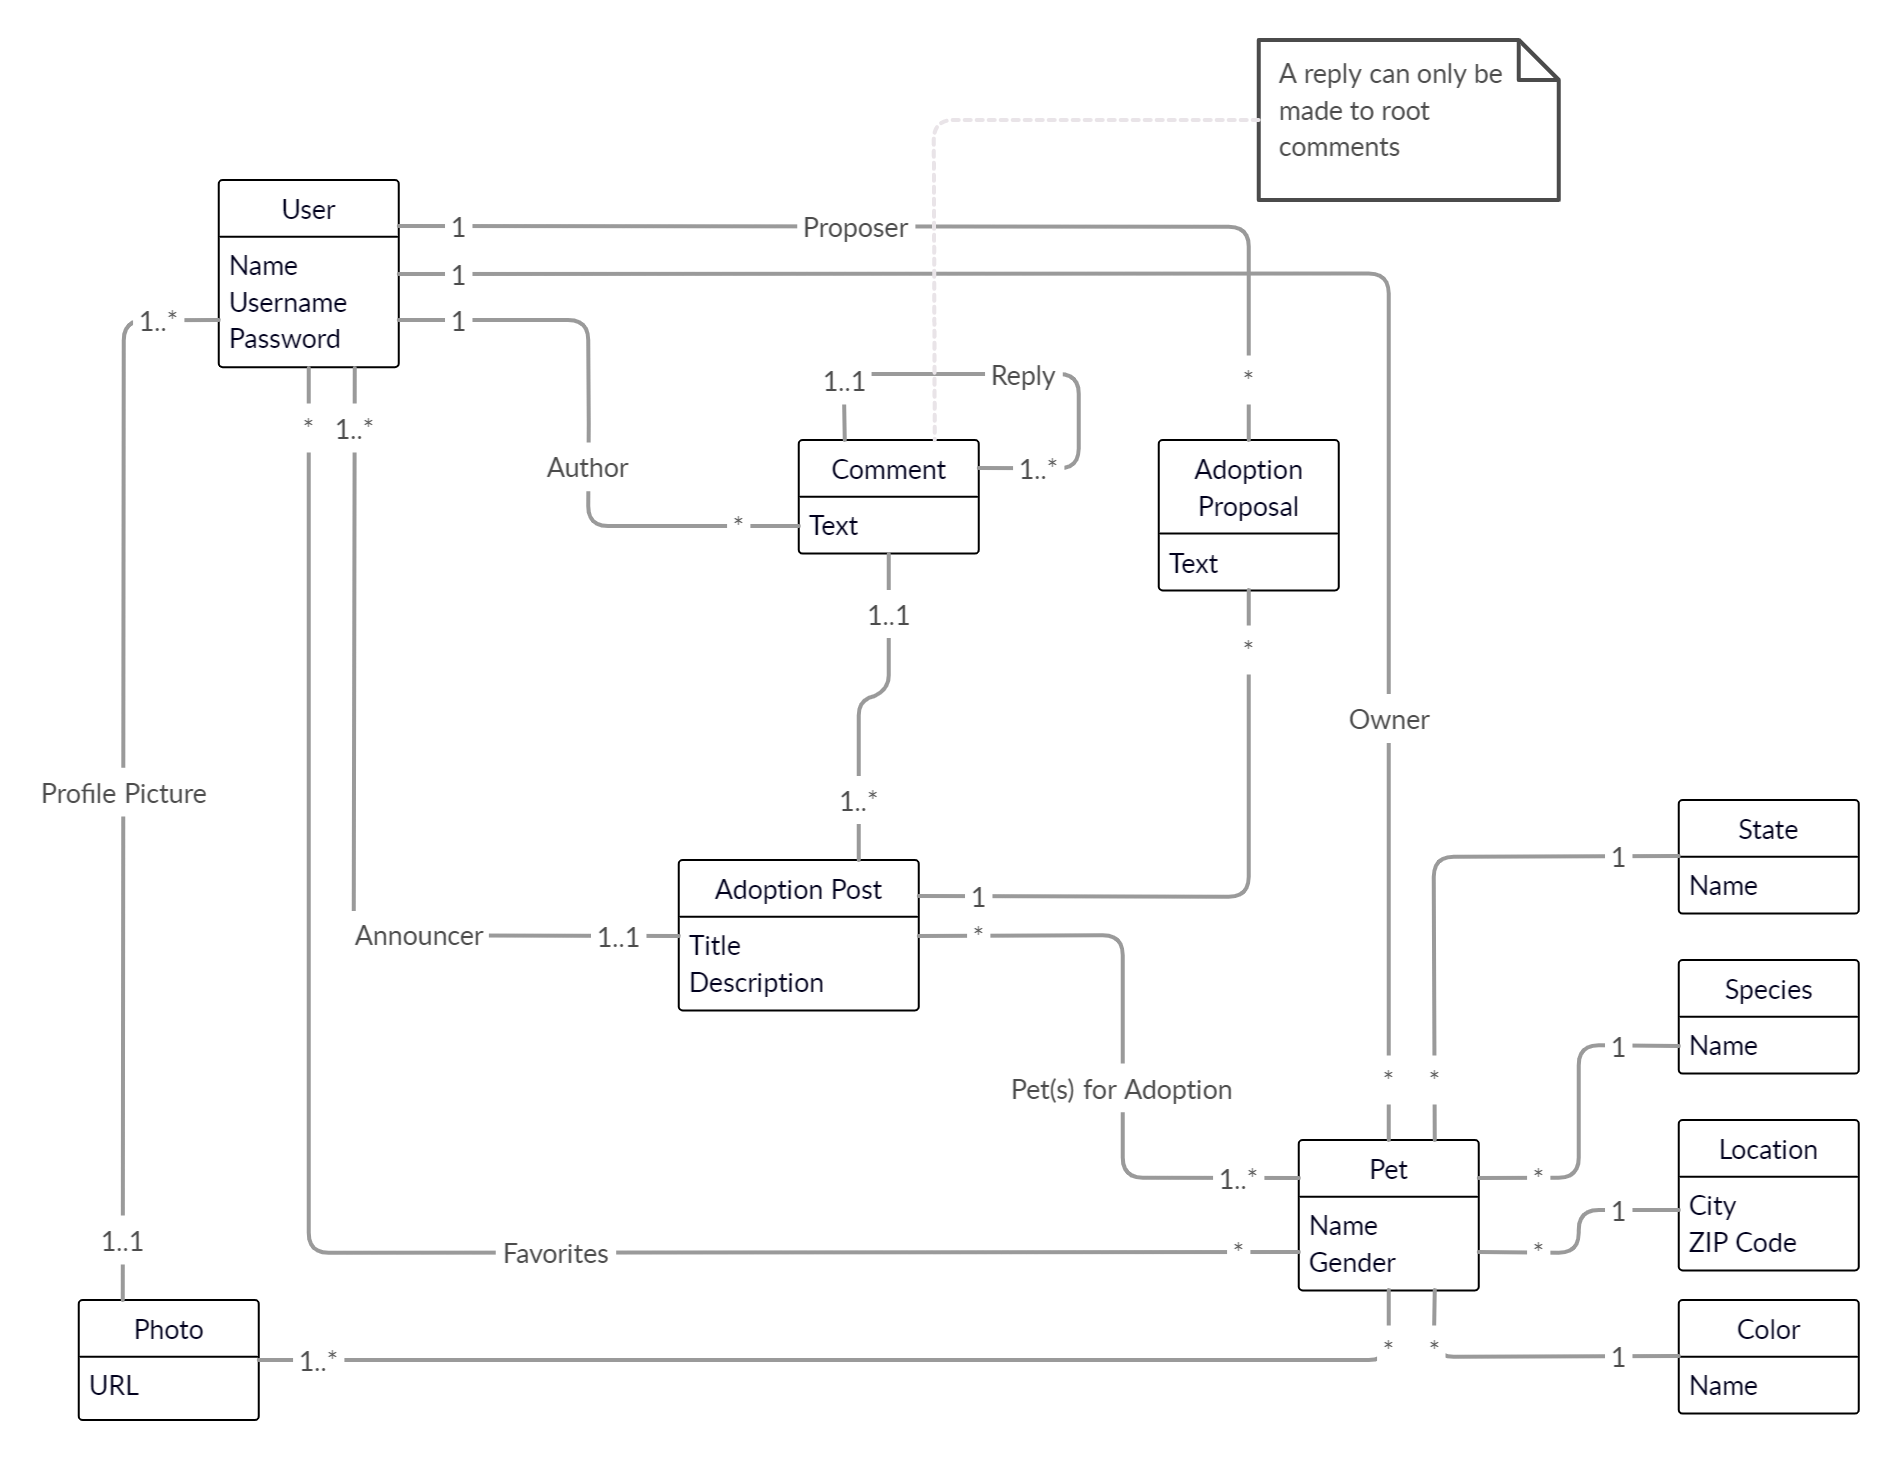 A reply can only be
made to root
comments
User
Name
Username
Password
1
Proposer
1
1
1..*
*
1..*
1..1
Reply
*
Author
Comment
1..*
Text
*
Adoption
Proposal
Text
1..1
*
Owner
Profile Picture
1..*
State
Name
1
Adoption Post
Title
Description
1
*
Announcer
1..1
Species
Name
1
Pet(s) for Adoption
*
*
Location
City
ZIP Code
1
Pet
Name
Gender
1..*
*
*
1..1
Favorites
*
Photo
URL
1..*
*
*
Color
Name
1